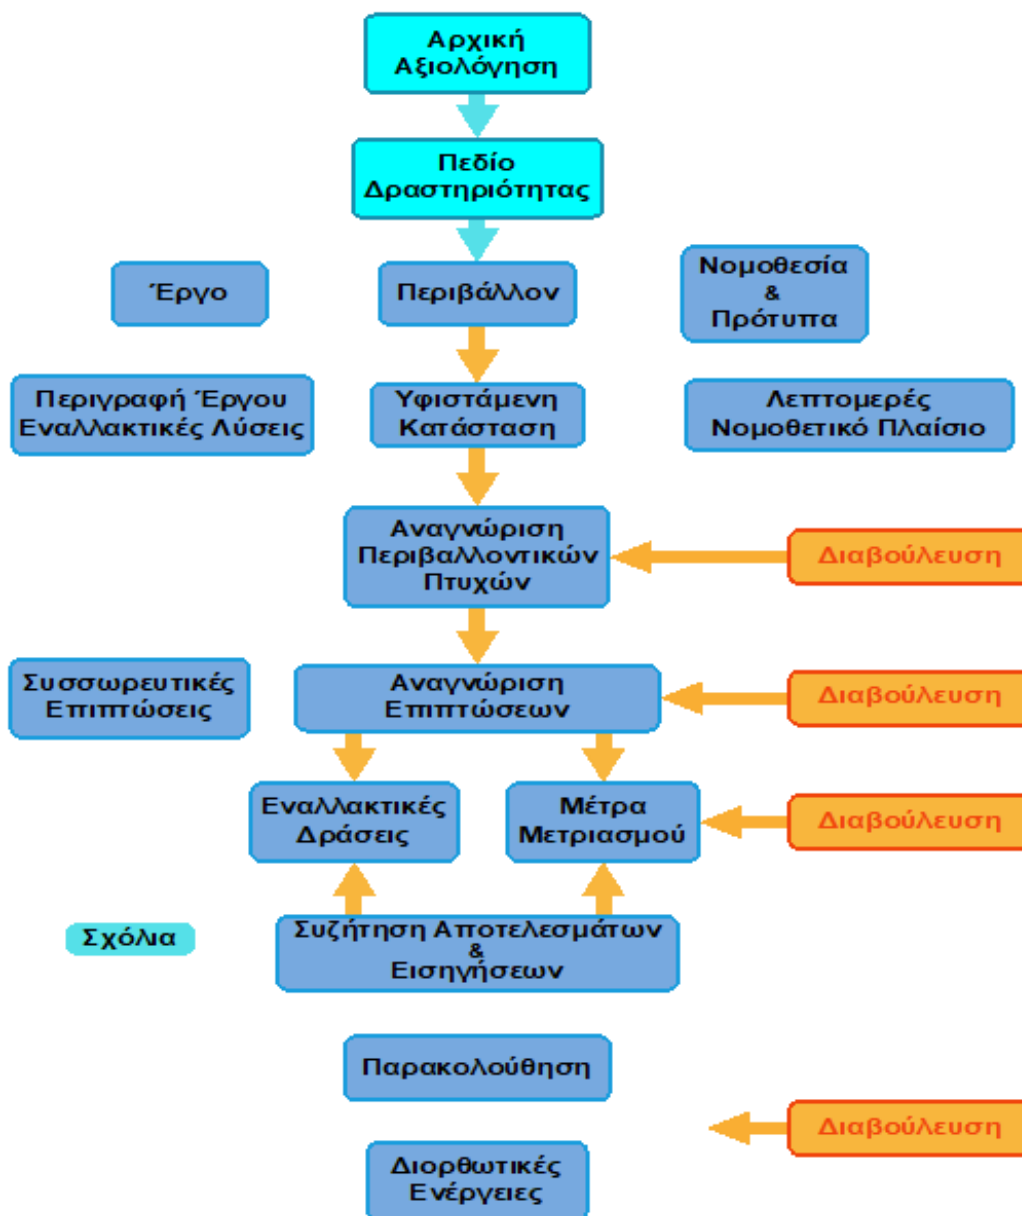 Αρχική
Αξιολόγηση
Πεδίο
Δραστηριότητας
Έργο
Περιβάλλον
Νομοθεσία
&
Πρότυπα
Περιγραφή Έργου
Εναλλακτικές Λύσεις
Υφιστάμενη
Κατάσταση
Λεπτομερές
Νομοθετικό Πλαίσιο
Αναγνώριση
Περιβαλλοντικών
Πτυχών
Διαβούλευση
Συσσωρευτικές
Επιπτώσεις
Αναγνώριση
Επιπτώσεων
Διαβούλευση
Εναλλακτικές
Δράσεις
Μέτρα
Μετριασμού
Διαβούλευση
Σχόλια
Συζήτηση Αποτελεσμάτων
&
Εισηγήσεων
Παρακολούθηση
Διαβούλευση
Διορθωτικές
Ενέργειες